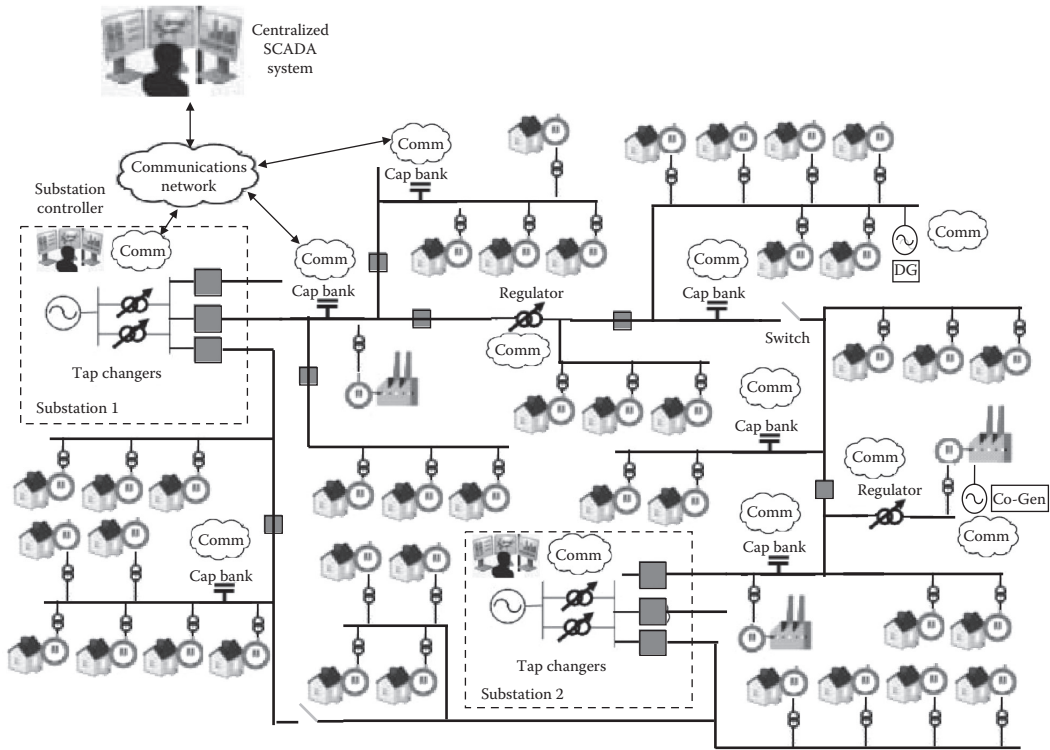 Centralized
SCADA
system
Communications
network
Comm
Cap bank
Substation
controller
Comm
Comm
Cap bank
Tap changers
Substation 1
Regulator
Comm
Comm
Cap bank
Switch
Comm
DG
Comm
Cap bank
Comm
Regulator
Co-Gen
Comm
Comm
Cap bank
Comm
Cap bank
Comm
Tap changers
Substation 2